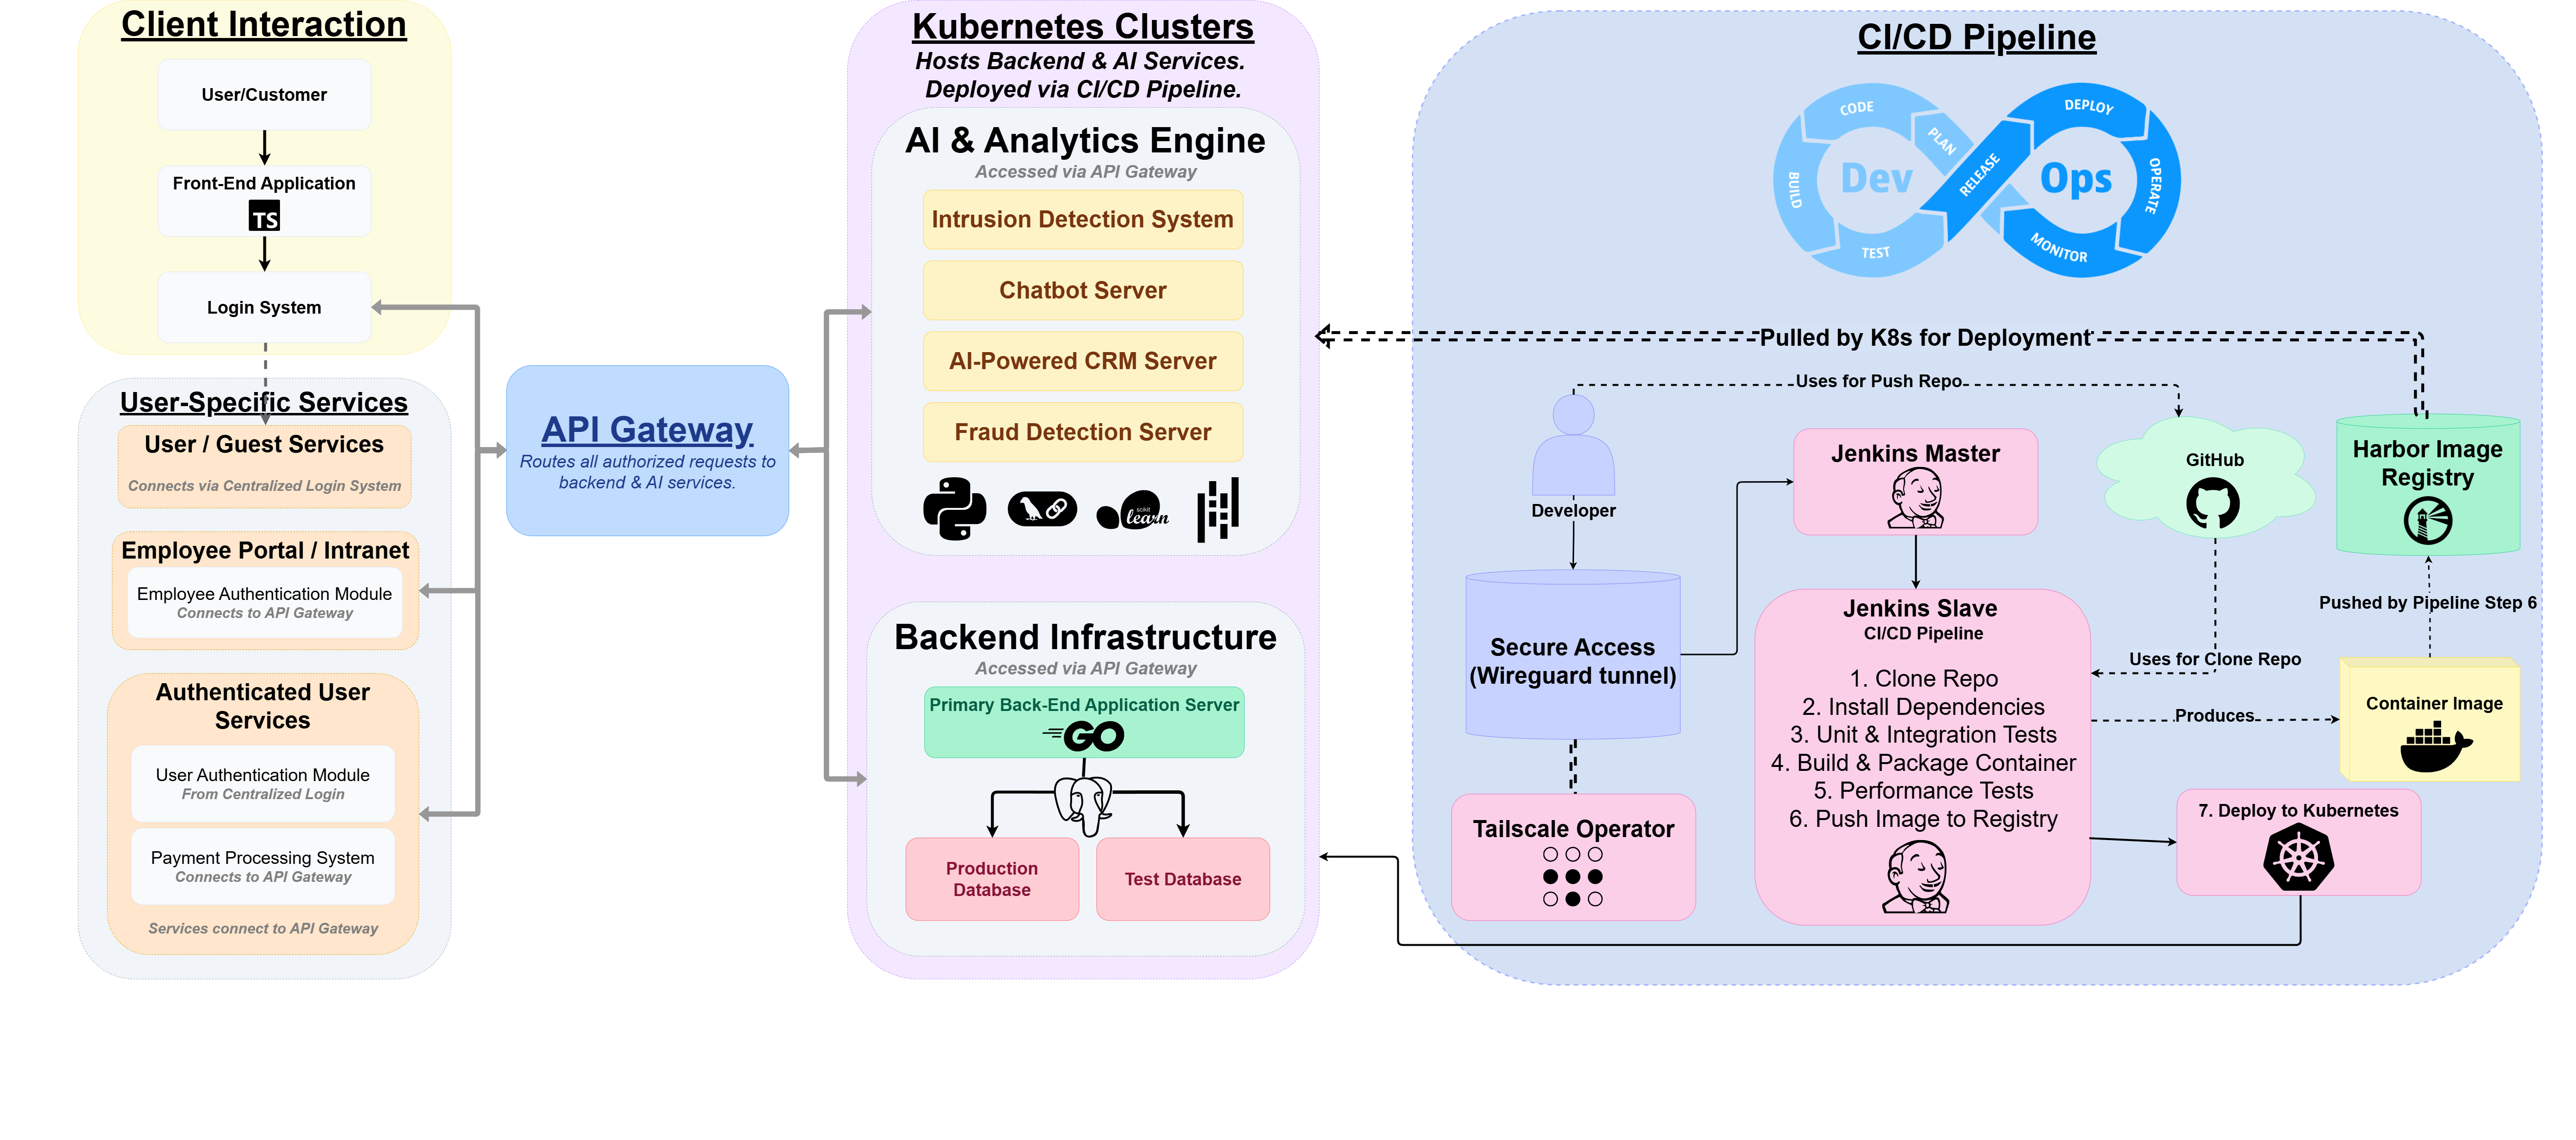 Client Interaction
User/Customer
Front-End Application
TS
Login System
User-Specific Services
User / Guest Services
Connects via Centralized Login System
Employee Portal / Intranet
Employee Authentication Module
Connects to API Gateway
Authenticated User
Services
User Authentication Module
From Centralized Login
Payment Processing System
Connects to API Gateway
Services connect to API Gateway
API Gateway
Routes all authorized requests to
backend & AI services.
Kubernetes Clusters
Hosts Backend & AI Services.
Deployed via CI/CD Pipeline.
AI & Analytics Engine
Accessed via API Gateway
Intrusion Detection System
Chatbot Server
AI-Powered CRM Server
Fraud Detection Server
scikit
learn
Backend Infrastructure
Accessed via API Gateway
Primary Back-End Application Server
GO
Production
Database
Test Database
CI/CD Pipeline
CODE
PLAN
BUILD
TEST
Dev
RELEASE
DEPLOY
OPERATE
MONITOR
Ops
Pulled by K8s for Deployment
Uses for Push Repo
Developer
Secure Access
(Wireguard tunnel)
Tailscale Operator
Jenkins Master
Jenkins Slave
CI/CD Pipeline
1. Clone Repo
2. Install Dependencies
3. Unit & Integration Tests
4. Build & Package Container
5. Performance Tests
6. Push Image to Registry
GitHub
Uses for Clone Repo
Produces
Harbor Image
Registry
Pushed by Pipeline Step 6
Container Image
7. Deploy to Kubernetes